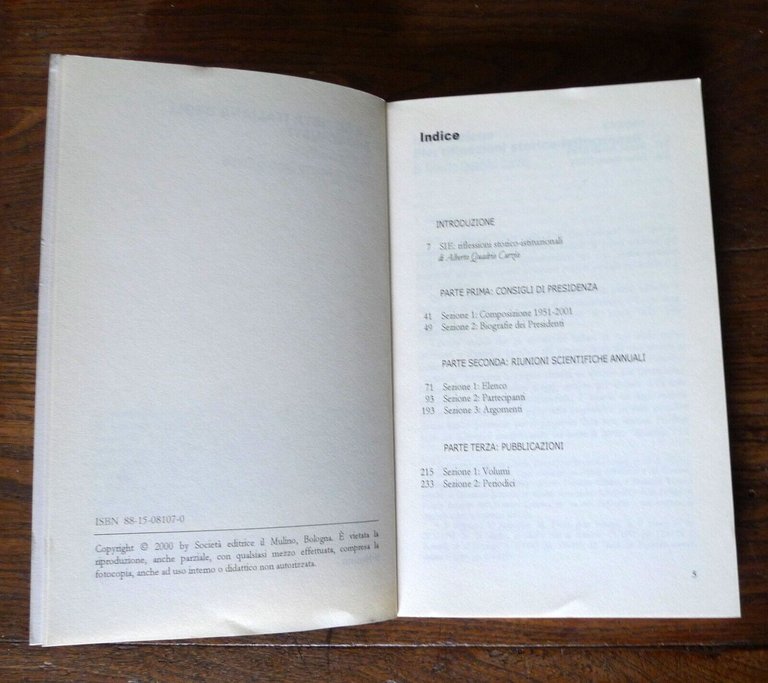 ISBN 88-15-08107-0
Copyright © 2000 by Società editrice il Mulino, Bologna. È vietata la
riproduzione, anche parziale, con qualsiasi mezzo effettuata, compresa la
fotocopia, anche ad uso interno o didattico non autorizzata.
Indice
INTRODUZIONE
7 SIE: riflessioni storico-istituzionali
di Alberto Quadrio Curzio
PARTE PRIMA: CONSIGLI DI PRESIDENZA
41 Sezione 1: Composizione 1951-2001
49 Sezione 2: Biografie dei Presidenti
PARTE SECONDA: RIUNIONI SCIENTIFICHE ANNUALI
71 Sezione 1: Elenco
93 Sezione 2: Partecipanti
193 Sezione 3: Argomenti
PARTE TERZA: PUBBLICAZIONI
215 Sezione 1: Volumi
233 Sezione 2: Periodici
5